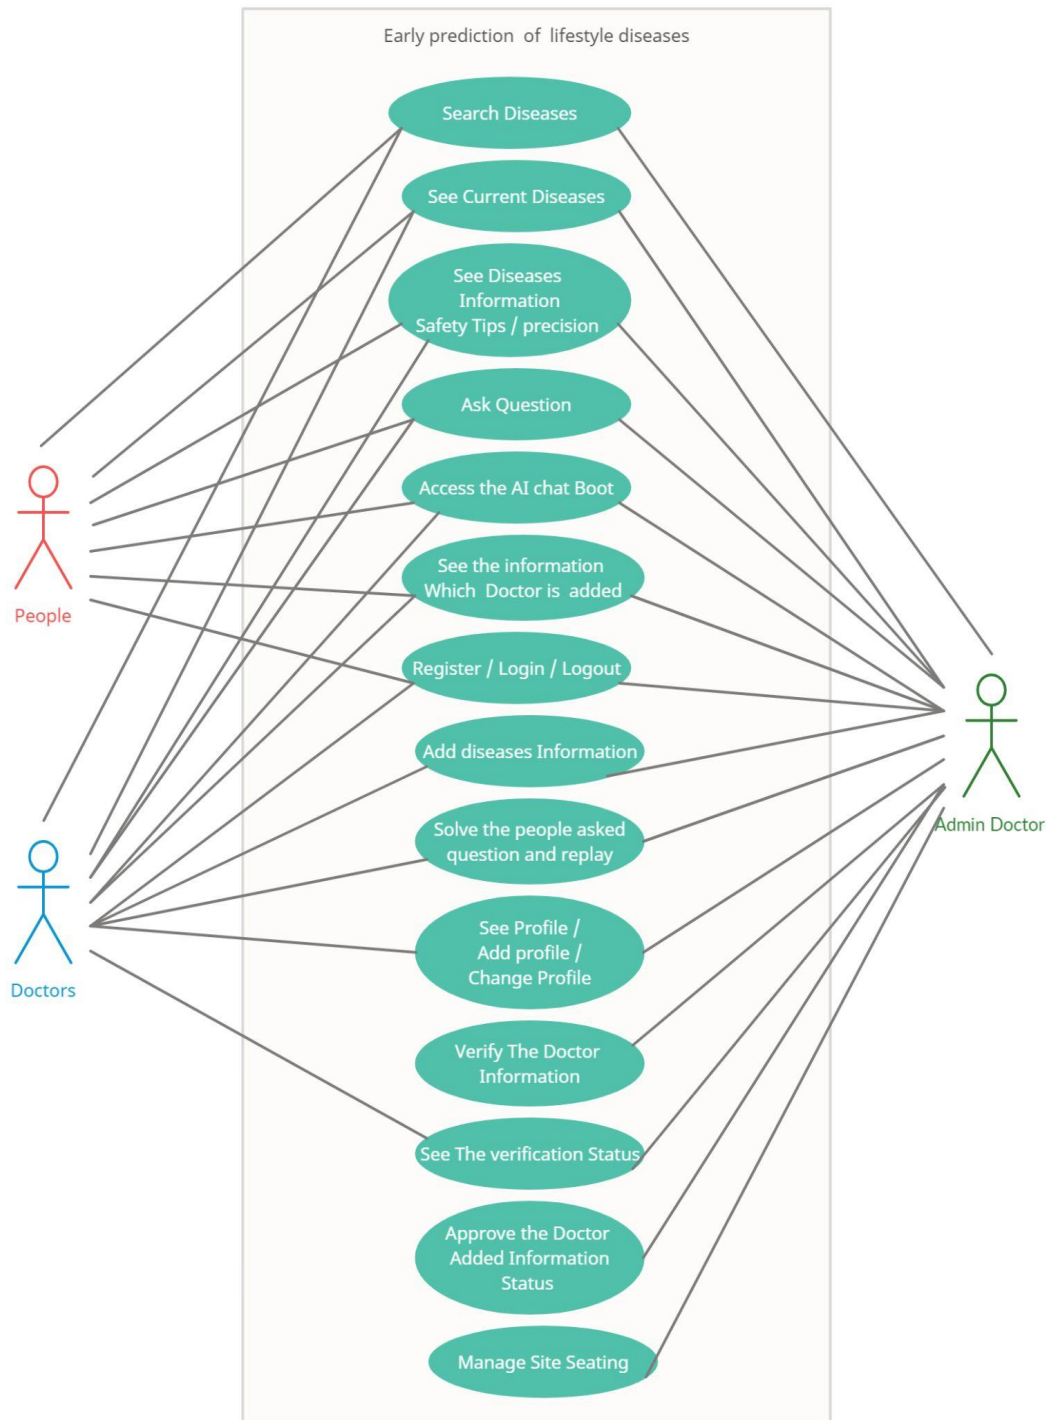 Early prediction of lifestyle diseases
Search Diseases
See Current Diseases
See Diseases
Information
Safety Tips / precision
Ask Question
Access the AI chat Boot
See the information
Which Doctor is added
People
Register / Login / Logout
Add diseases Information
Solve the people asked
question and replay
Admin Doctor
See Profile /
Add profile /
Change Profile
Doctors
Verify The Doctor
Information
See The verification Status
Approve the Doctor
Added Information
Status
Manage Site Seating